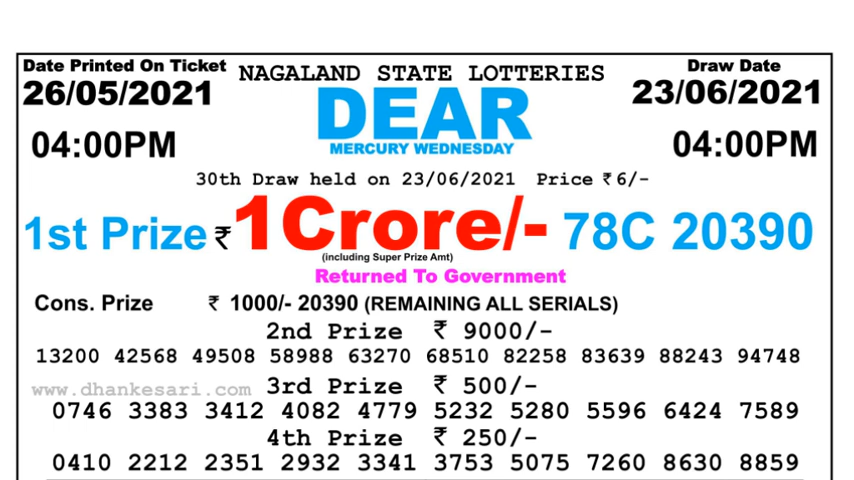 Date Printed On Ticket
26/05/2021
04:00PM
NAGALAND STATE LOTTERIES
DEAR
MERCURY WEDNESDAY
Draw Date
23/06/2021
04:00PM
30th Draw held on 23/06/2021 Price ₹6/-
1st Prize ₹1Crore/- 78C 20390
(including Super Prize Amt)
Returned To Government
Cons. Prize ₹ 1000/- 20390 (REMAINING ALL SERIALS)
2nd Prize ₹ 9000/-
13200 42568 49508 58988 63270 68510 82258 83639 88243 94748
www.dhankesari.com 3rd Prize ₹ 500/-
0746 3383 3412 4082 4779 5232 5280 5596 6424 7589
4th Prize ₹ 250/-
0410 2212 2351 2932 3341 3753 5075 7260 8630 8859